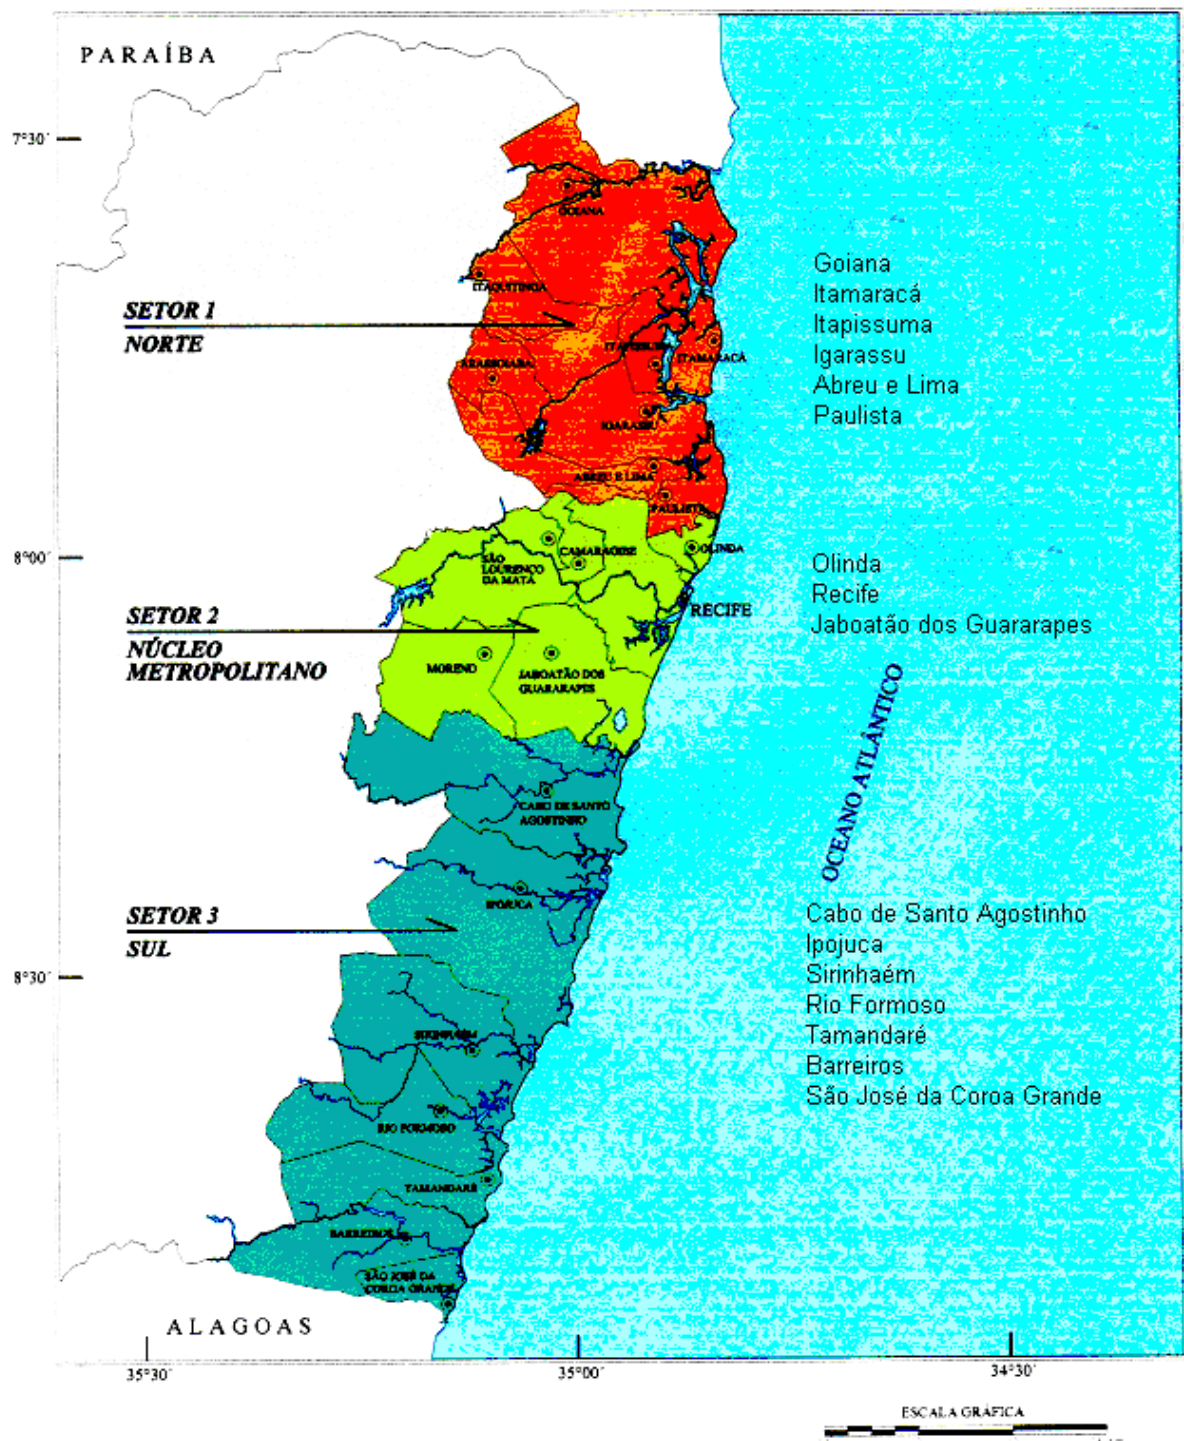 PARAÍBA
7°30´
GOIANA
Goiana
Itamaracá
Itapissuma
Igarassu
Abreu e Lima
Paulista
ITAQUITINGA
SETOR 1
NORTE
ITAPISSUMA
ITAMARACÁ
ARASSOIABA
IGARASSU
ABREU E LIMA
PAULISTA
8°00´
SÃO
LOURENÇO
DA MATA
CAMARAGIBE
OLINDA
Olinda
Recife
Jaboatão dos Guararapes
RECIFE
SETOR 2
NÚCLEO
METROPOLITANO
MORENO
JABOATÃO DOS
GUARARAPES
OCEANO ATLÂNTICO
CABO DE SANTO
AGOSTINHO
IPOJUCA
SETOR 3
SUL
Cabo de Santo Agostinho
Ipojuca
Sirinhaém
Rio Formoso
Tamandaré
Barreiros
São José da Coroa Grande
8°30´
SIRINHAÉM
RIO FORMOSO
TAMANDARÉ
BARREIROS
SÃO JOSÉ DA
COROA GRANDE
ALAGOAS
35°30´
35°00´
34°30´
ESCALA GRÁFICA